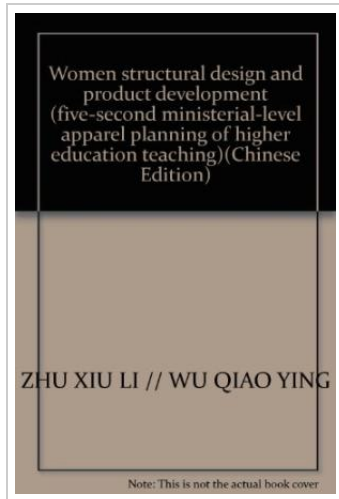 Women structural design and
product development
(five-second ministerial-level
apparel planning of higher
education teaching)(Chinese
Edition)
ZHU XIU LI // WU QIAO YING
Note: This is not the actual book cover